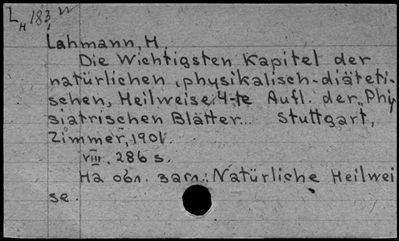 L H 183
Lahmann, H.
Die Wichtigsten Kapitel der
natürlichen, physikalisch-diäteti-
schen, Heilweise. 4-te Aufl. der „Phy
siatrischen Blätter... Stuttgart,
Zimmer, 1901.
VIII, 286 s.
На обл. заг.: Natürliche Heilwei
se.